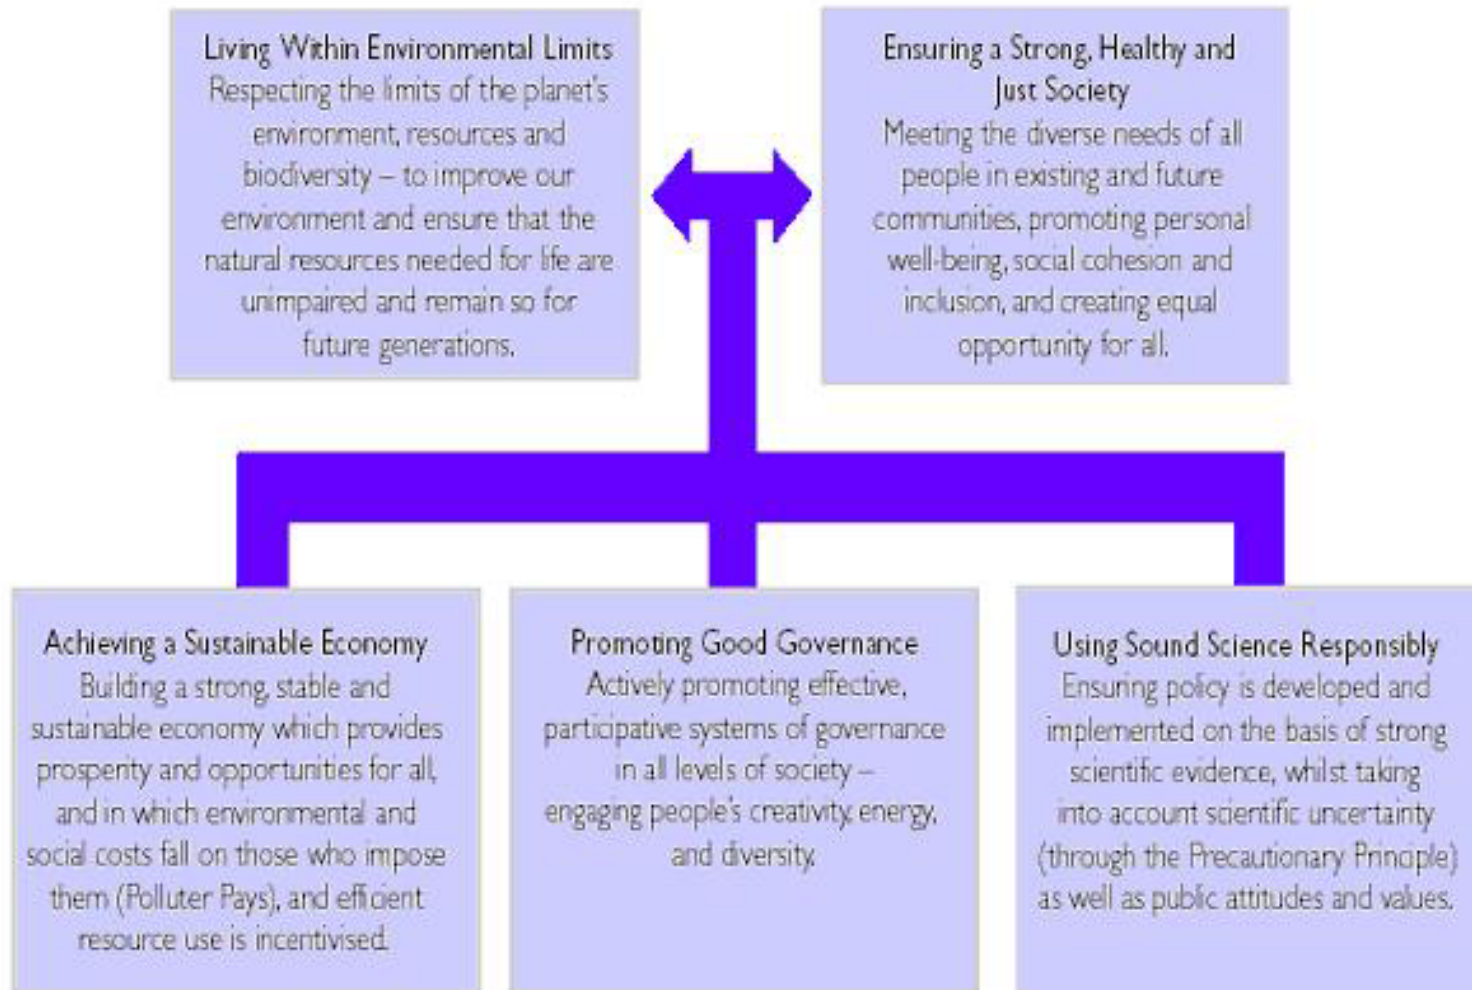 Living Within Environmental Limits
Respecting the limits of the planet's
environment, resources and
biodiversity – to improve our
environment and ensure that the
natural resources needed for life are
unimpaired and remain so for
future generations.
Ensuring a Strong, Healthy and
Just Society
Meeting the diverse needs of all
people in existing and future
communities, promoting personal
well-being, social cohesion and
inclusion, and creating equal
opportunity for all.
Achieving a Sustainable Economy
Building a strong, stable and
sustainable economy which provides
prosperity and opportunities for all,
and in which environmental and
social costs fall on those who impose
them (Polluter Pays), and efficient
resource use is incentivised.
Promoting Good Governance
Actively promoting effective,
participative systems of governance
in all levels of society –
engaging people's creativity, energy,
and diversity.
Using Sound Science Responsibly
Ensuring policy is developed and
implemented on the basis of strong
scientific evidence, whilst taking
into account scientific uncertainty
(through the Precautionary Principle)
as well as public attitudes and values.